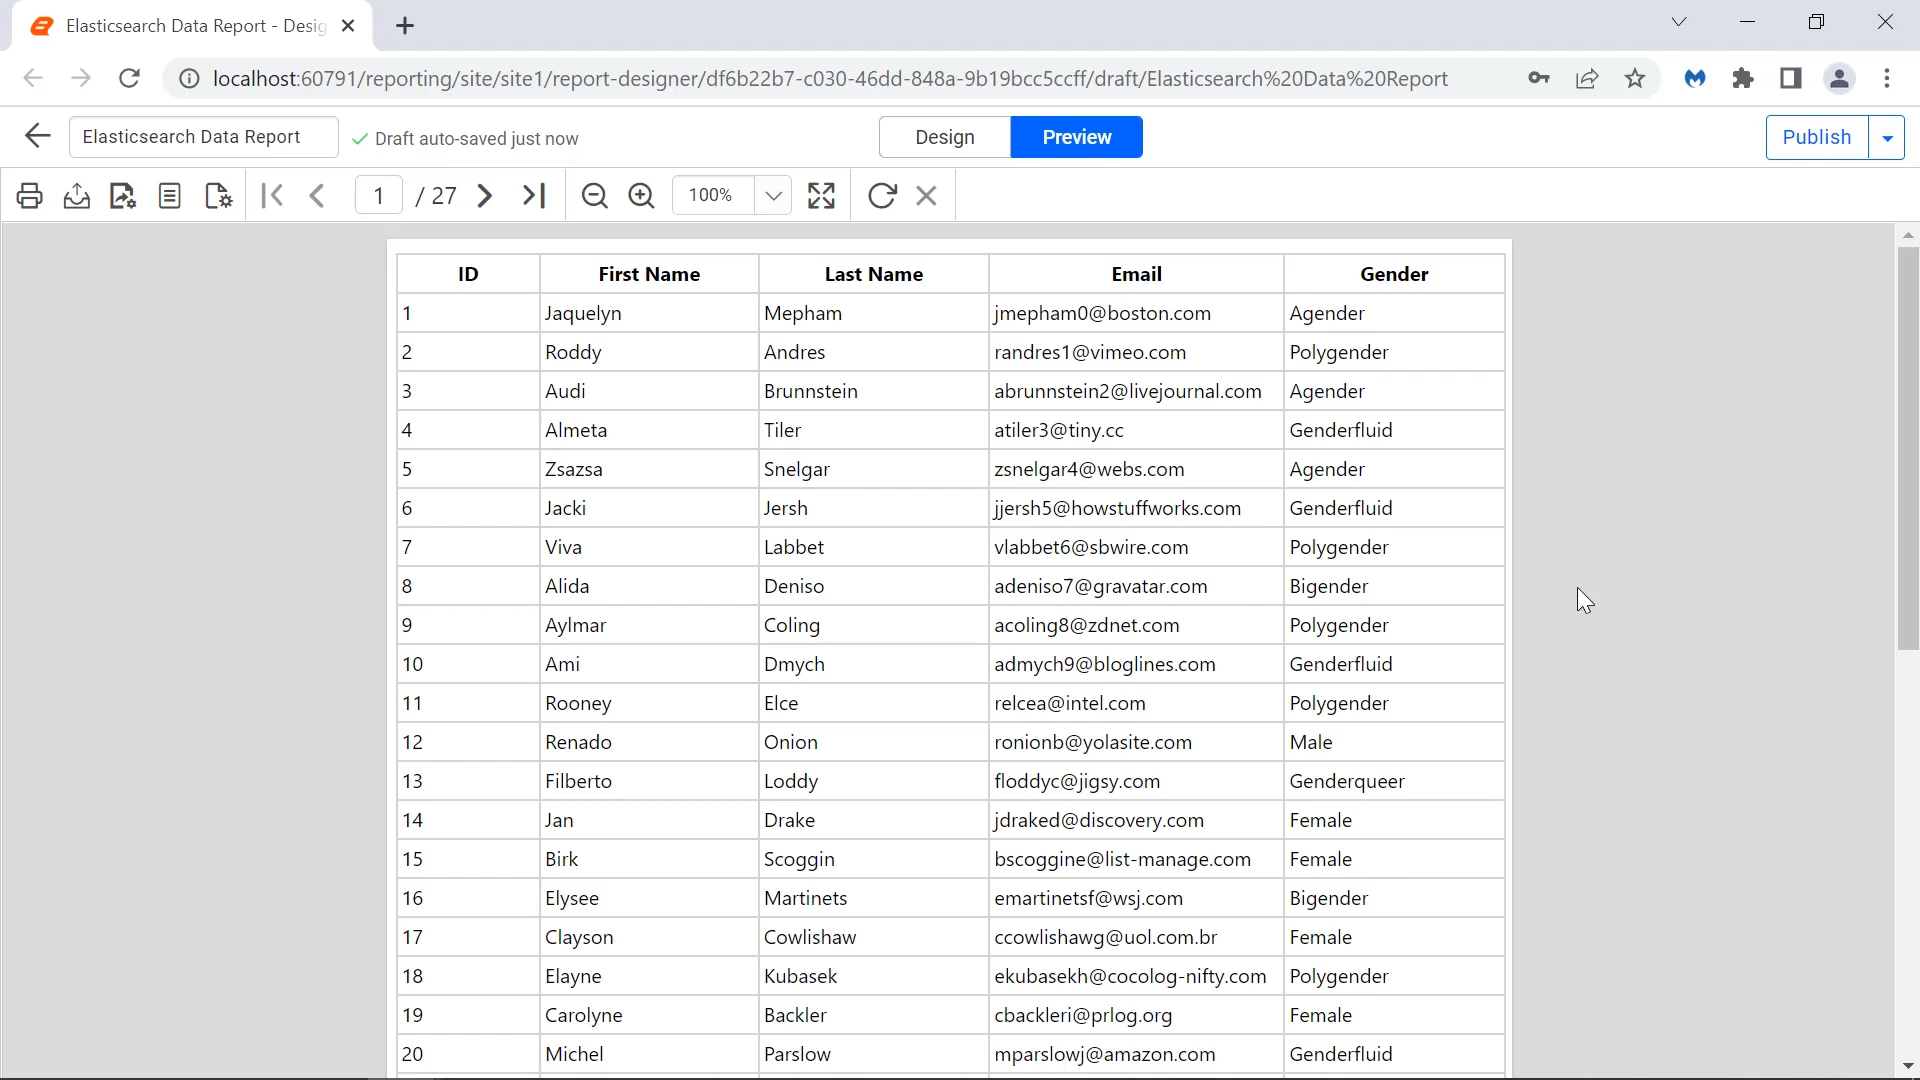 Elasticsearch Data Report - Desig
localhost:60791/reporting/site/site1/report-designer/df6b22b7-c030-46dd-848a-9b19bcc5ccff/draft/Elasticsearch%20Data%20Report
Elasticsearch Data Report Draft auto-saved just now Design Preview Publish
1 / 27 100%
ID First Name Last Name Email Gender
1 Jaquelyn Mepham jmepham0@boston.com Agender
2 Roddy Andres randres1@vimeo.com Polygender
3 Audi Brunnstein abrunnstein2@livejournal.com Agender
4 Almeta Tiler atiler3@tiny.cc Genderfluid
5 Zsazsa Snelgar zsnelgar4@webs.com Agender
6 Jacki Jersh jjersh5@howstuffworks.com Genderfluid
7 Viva Labbet vlabbet6@sbwire.com Polygender
8 Alida Deniso adeniso7@gravatar.com Bigender
9 Aylmar Coling acoling8@zdnet.com Polygender
10 Ami Dmych admych9@bloglines.com Genderfluid
11 Rooney Elce relcea@intel.com Polygender
12 Renado Onion ronionb@yolasite.com Male
13 Filberto Loddy floddyc@jigsy.com Genderqueer
14 Jan Drake jdraked@discovery.com Female
15 Birk Scoggin bscoggine@list-manage.com Female
16 Elysee Martinets emartinetsf@wsj.com Bigender
17 Clayson Cowlishaw ccowlishawg@uol.com.br Female
18 Elayne Kubasek ekubasekh@cocolog-nifty.com Polygender
19 Carolyne Backler cbackleri@prlog.org Female
20 Michel Parslow mparslowj@amazon.com Genderfluid